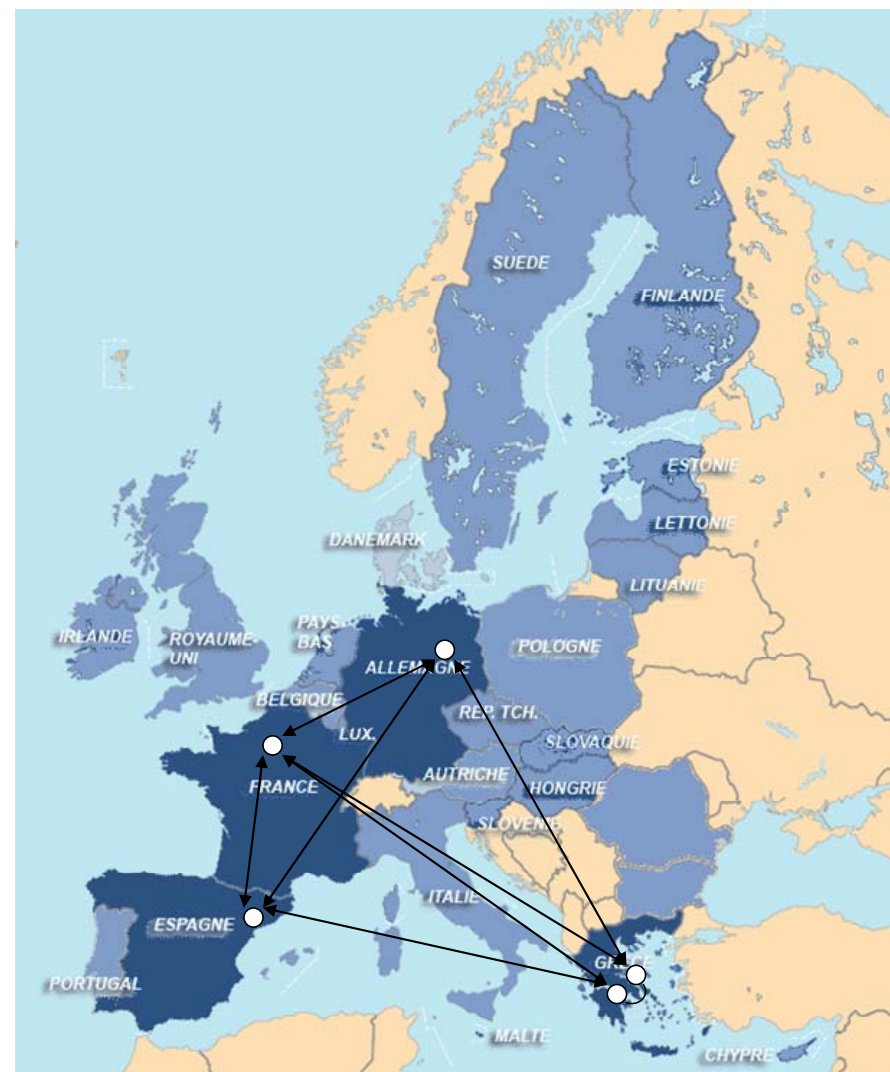 SUEDE
FINLANDE
ESTONIE
LETTONIE
DANEMARK
LITUANIE
IRLANDE
ROYAUME-
UNI
PAYS-
BAS
POLOGNE
ALLEMAGNE
BELGIQUE
REP. TCH.
LUX.
SLOVAQUIE
AUTRICHE
FRANCE
HONGRIE
SLOVENIE
ITALIE
ESPAGNE
GRECE
PORTUGAL
MALTE
CHYPRE